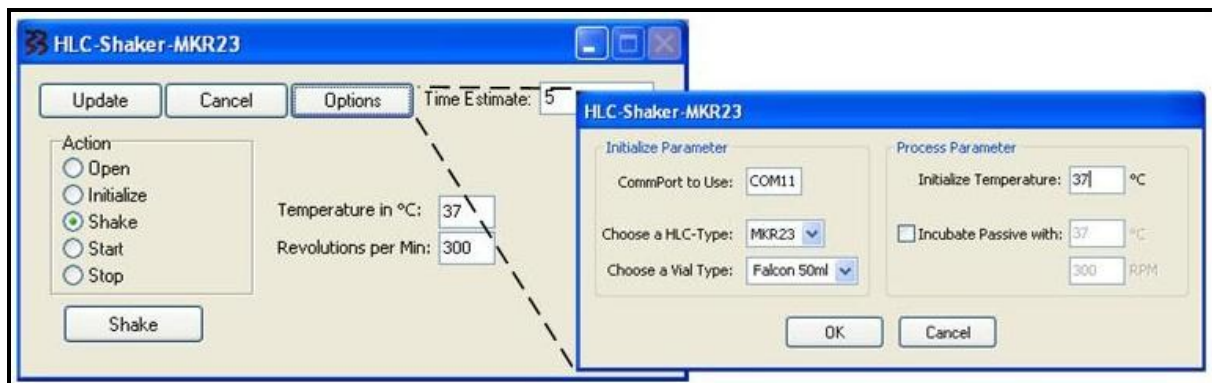 HLC-Shaker-MKR23
Update
Cancel
Options
Time Estimate: 5
Action
Open
Initialize
Shake
Start
Stop
Temperature in °C: 37
Revolutions per Min: 300
Shake
HLC-Shaker-MKR23
Initialize Parameter
CommPort to Use: COM11
Choose a HLC-Type: MKR23
Choose a Vial Type: Falcon 50ml
Process Parameter
Initialize Temperature: 37 °C
Incubate Passive with: 37 °C
300 RPM
OK
Cancel